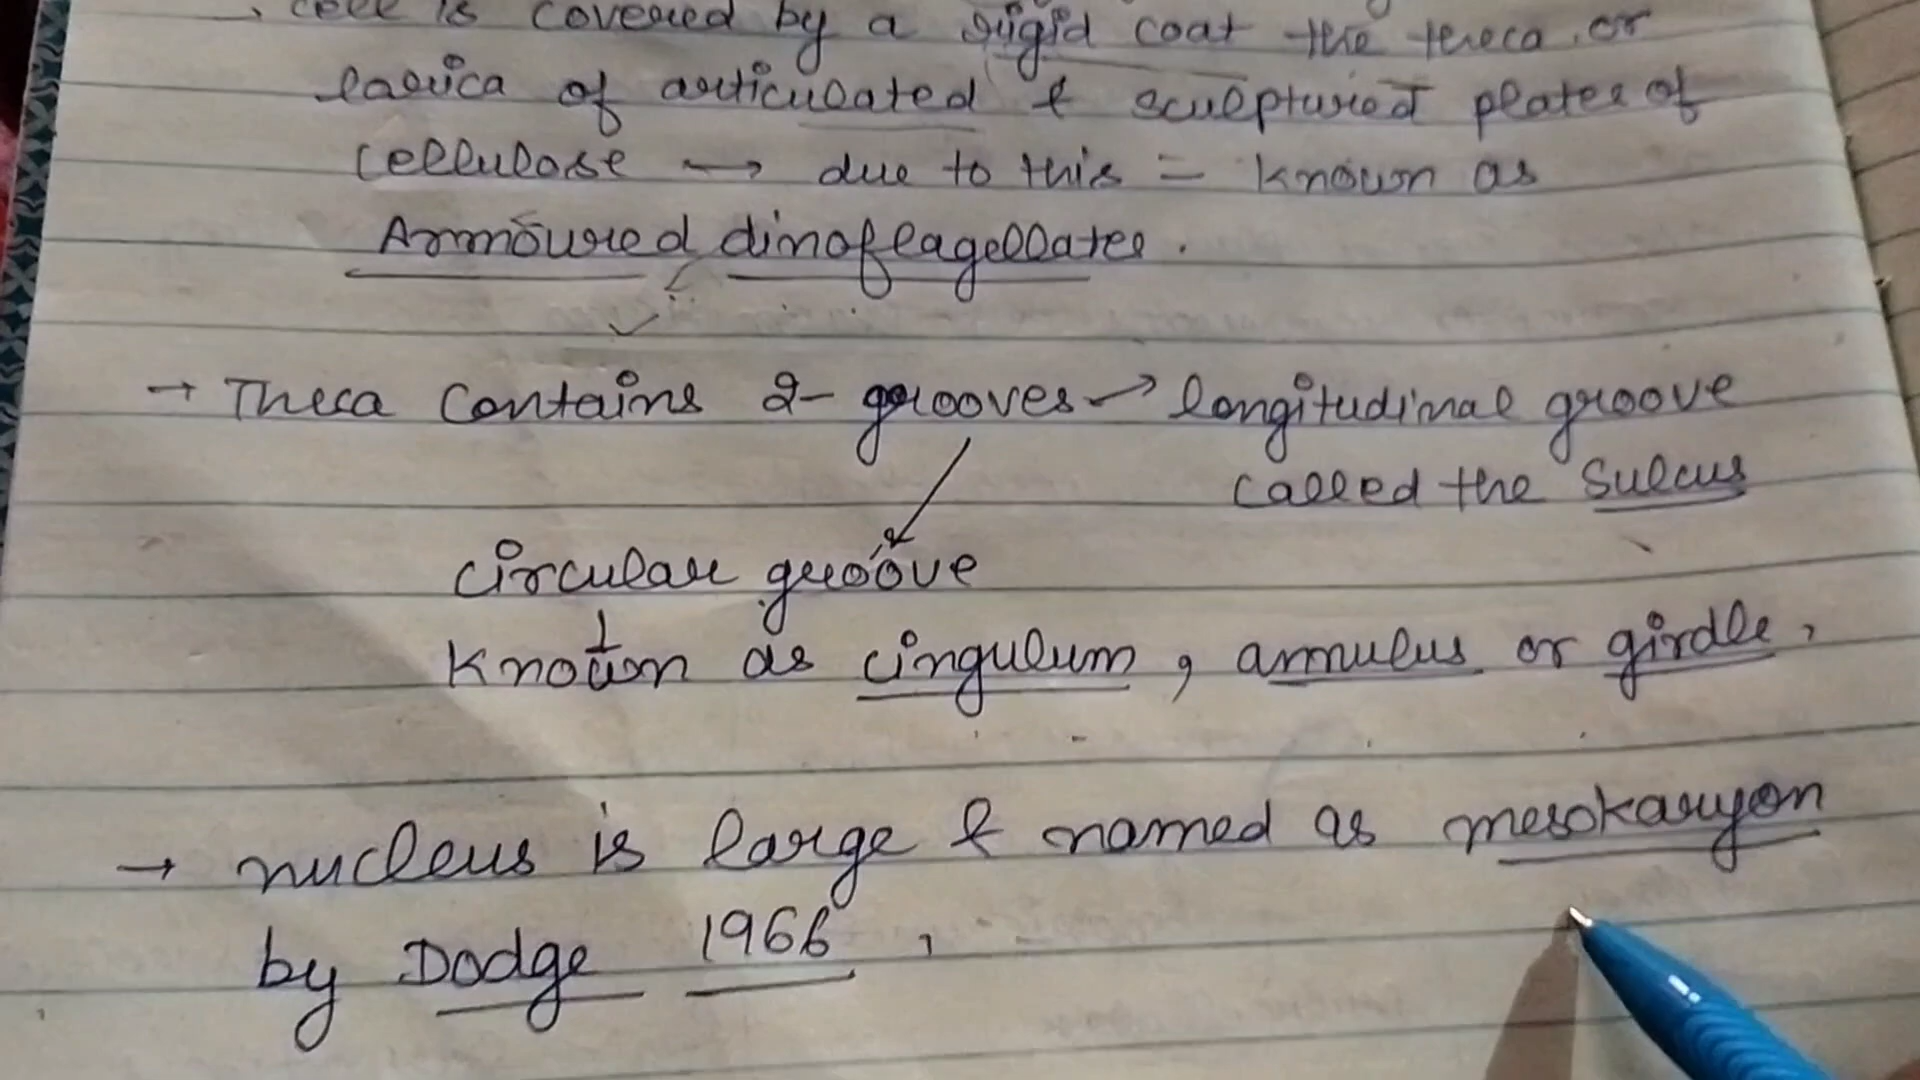 → cell is covered by a rigid coat the theca or
lorica of articulated & sculptured plates of
cellulose → due to this = known as
Armoured dinoflagellates.
→ Theca contains 2- grooves → longitudinal groove
called the sulcus
circular groove
known as cingulum, annulus or girdle,
→ nucleus is large & named as mesokaryon
by Dodge 1966,